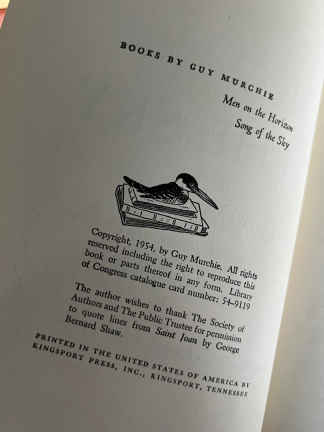 BOOKS BY GUY MURCHIE
Men on the Horizon
Song of the Sky
Copyright, 1954, by Guy Murchie. All rights
reserved including the right to reproduce this
book or parts thereof in any form. Library
of Congress catalogue card number: 54-9119
The author wishes to thank The Society of
Authors and The Public Trustee for permission
to quote lines from Saint Joan by George
Bernard Shaw.
PRINTED IN THE UNITED STATES OF AMERICA BY
KINGSPORT PRESS, INC., KINGSPORT, TENNESSEE